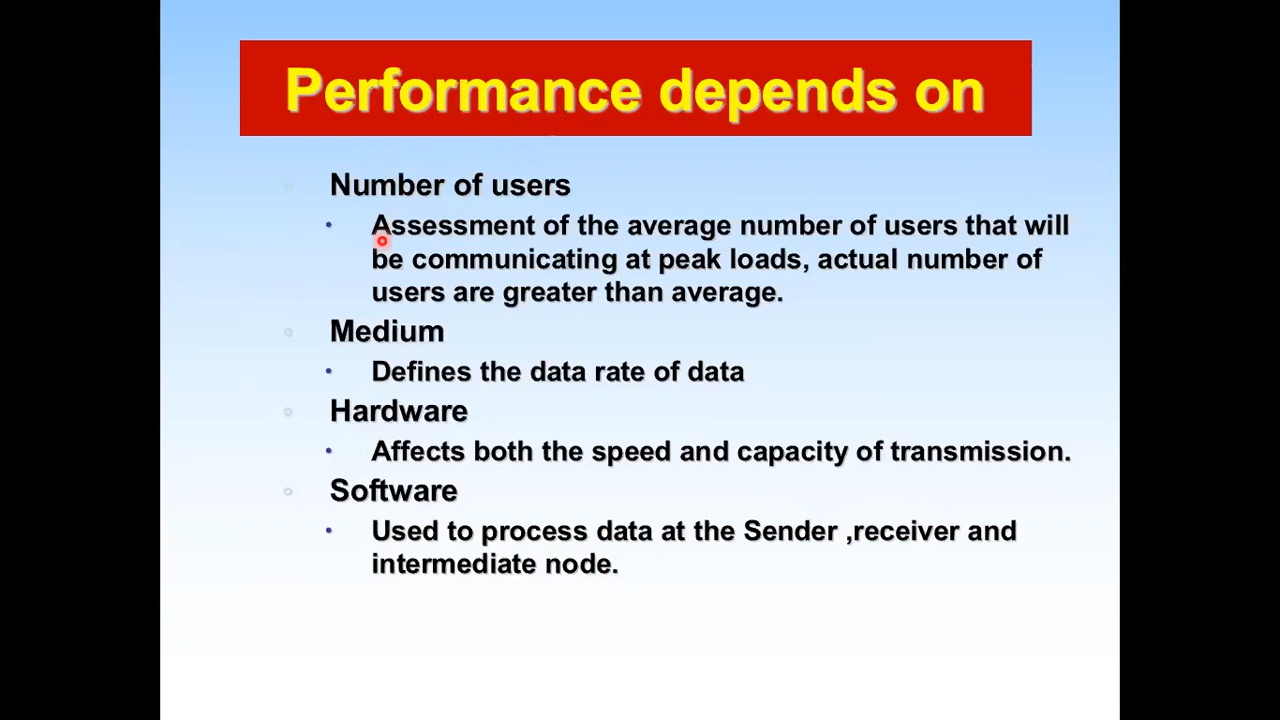 Performance depends on
Number of users
Assessment of the average number of users that will
be communicating at peak loads, actual number of
users are greater than average.
Medium
Defines the data rate of data
Hardware
Affects both the speed and capacity of transmission.
Software
Used to process data at the Sender ,receiver and
intermediate node.